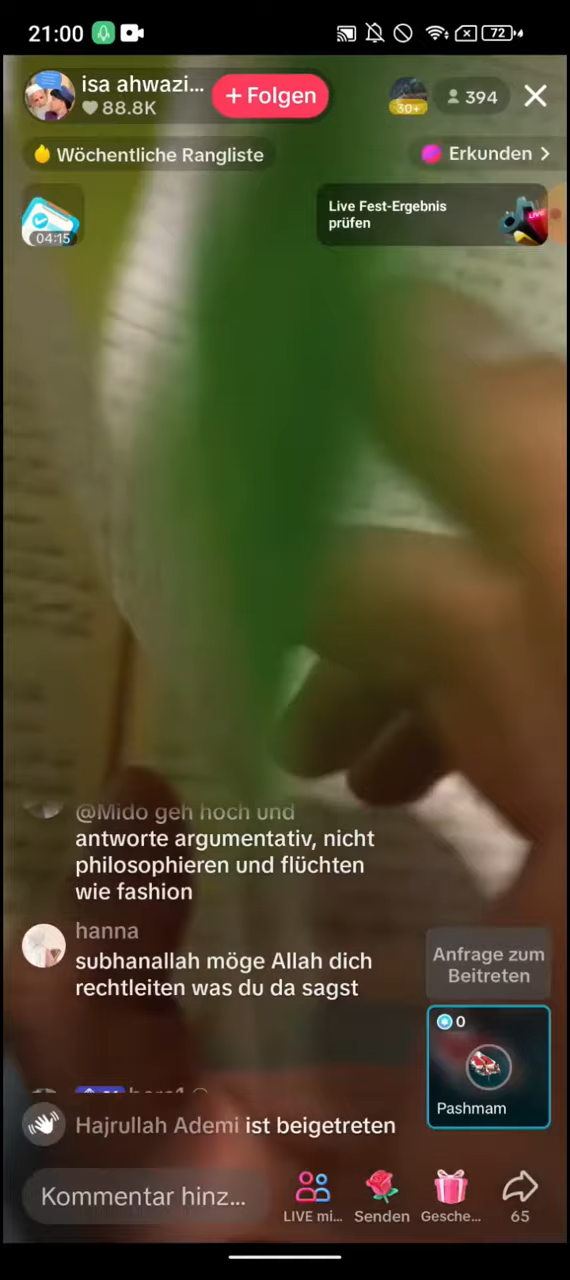 21:00
72
isa ahwazi...
88.8K
+ Folgen
30+
394
Wöchentliche Rangliste
Erkunden >
04:15
Live Fest-Ergebnis
prüfen
LIVE
@Mido geh hoch und
antworte argumentativ, nicht
philosophieren und flüchten
wie fashion
hanna
subhanallah möge Allah dich
rechtleiten was du da sagst
Anfrage zum
Beitreten
0
Pashmam
Hajrullah Ademi ist beigetreten
Kommentar hinz...
LIVE mi...
Senden
Gesche...
65